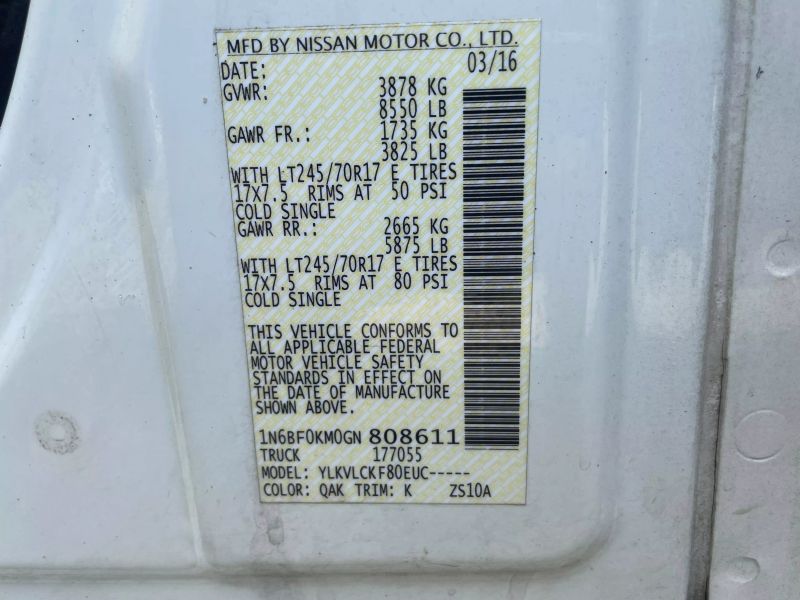 MFD BY NISSAN MOTOR CO., LTD.
DATE: 03/16
GVWR: 3878 KG
8550 LB
GAWR FR.: 1735 KG
3825 LB
WITH LT245/70R17 E TIRES
17X7.5 RIMS AT 50 PSI
COLD SINGLE
GAWR RR.: 2665 KG
5875 LB
WITH LT245/70R17 E TIRES
17X7.5 RIMS AT 80 PSI
COLD SINGLE
THIS VEHICLE CONFORMS TO
ALL APPLICABLE FEDERAL
MOTOR VEHICLE SAFETY
STANDARDS IN EFFECT ON
THE DATE OF MANUFACTURE
SHOWN ABOVE.
1N6BF0KM0GN 808611
TRUCK 177055
MODEL: YLKVLCKF80EUC-----
COLOR: QAK TRIM: K ZS10A